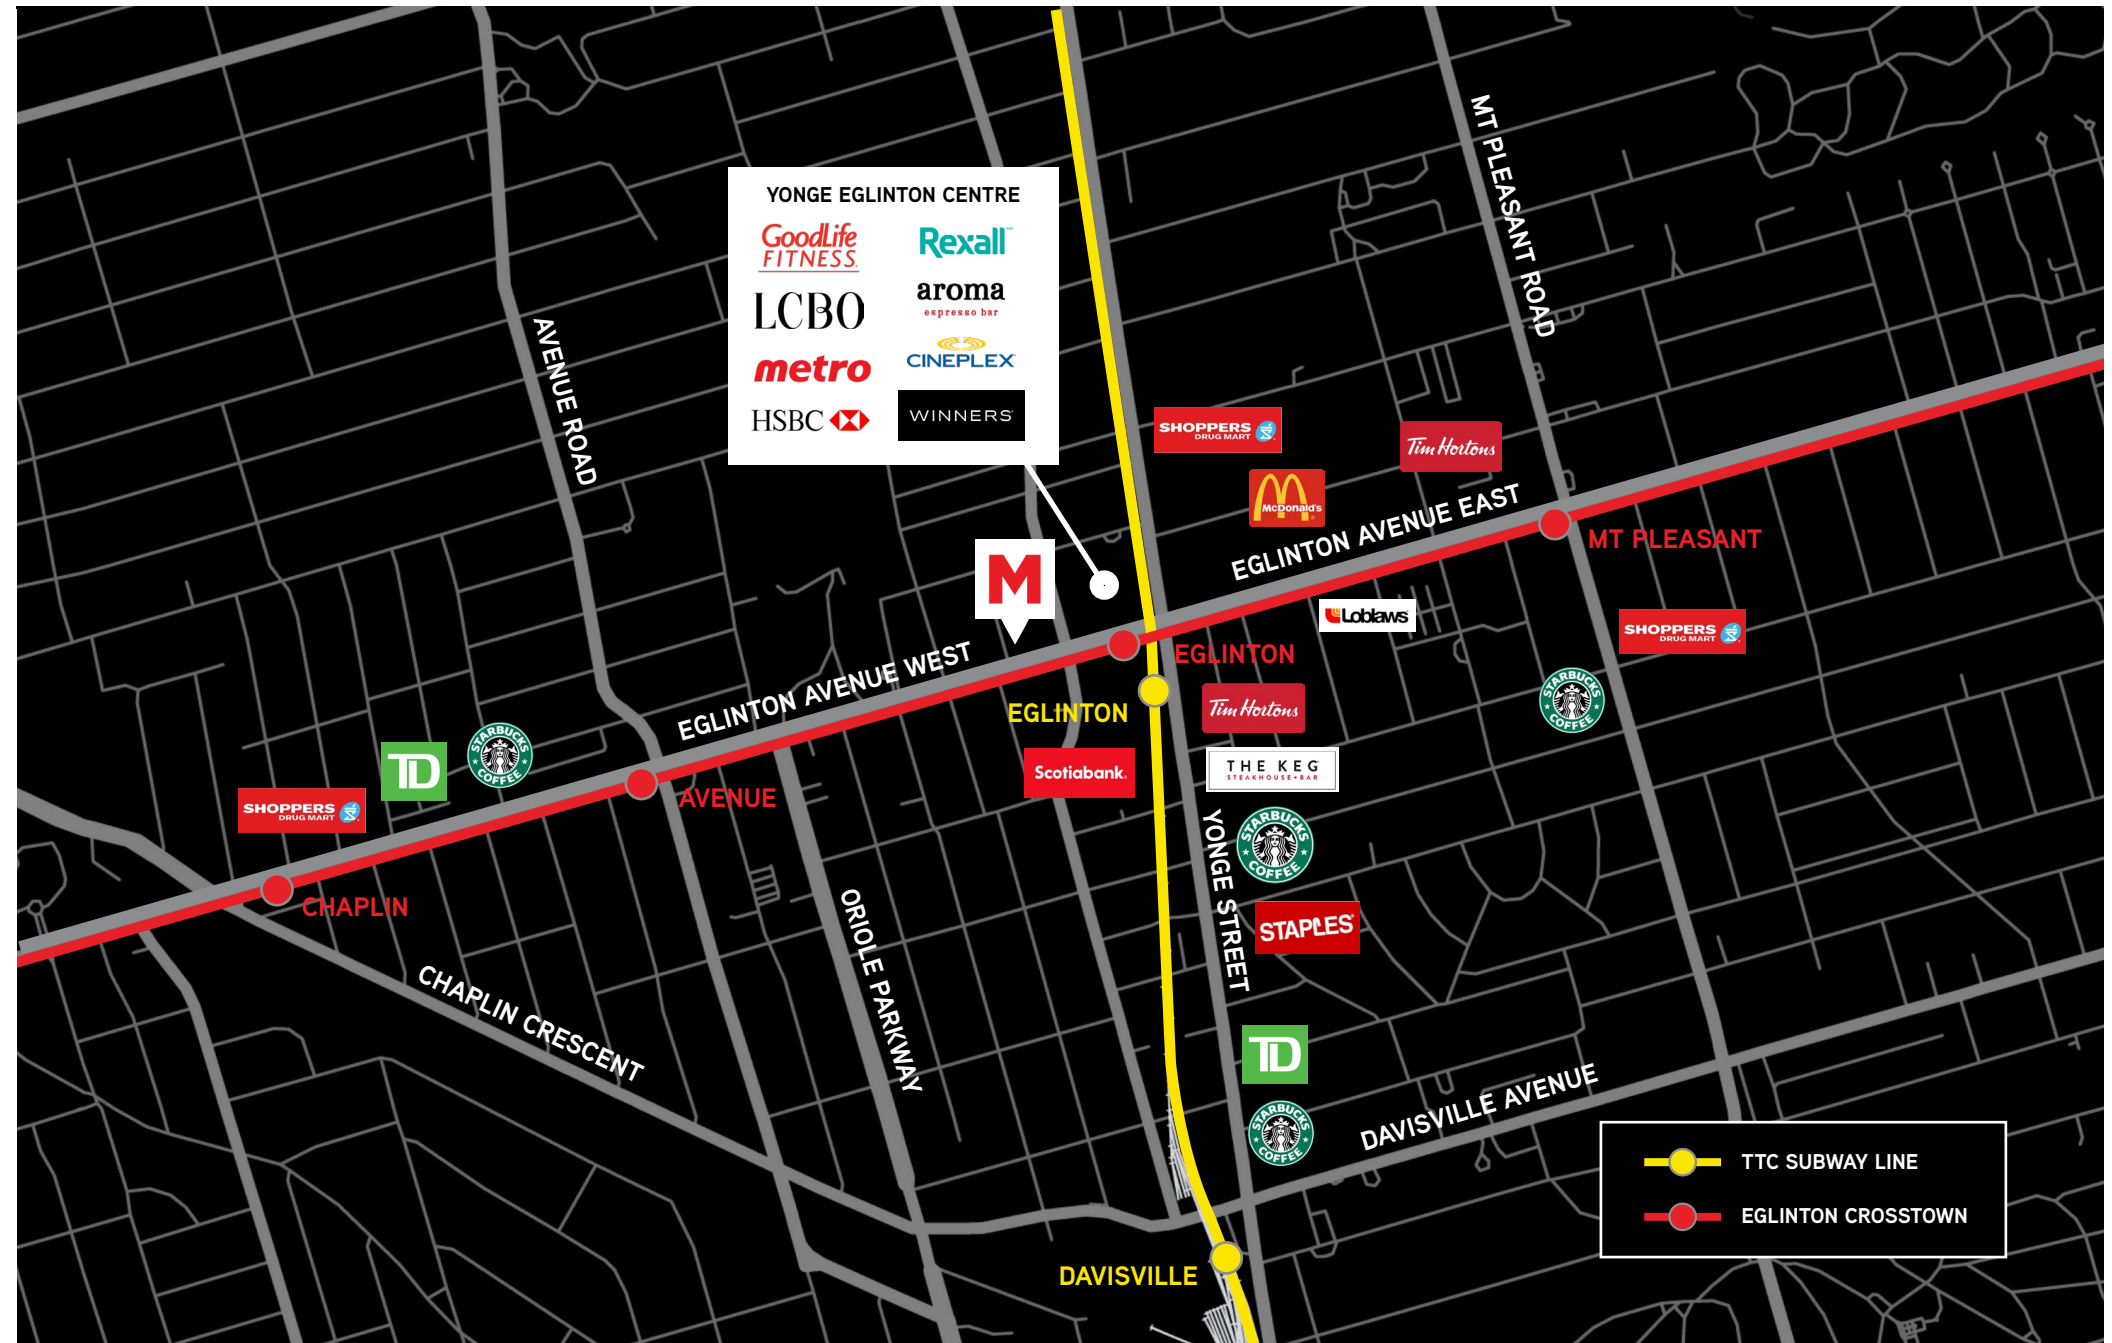 MT PLEASANT ROAD
YONGE EGLINTON CENTRE
GoodLife
FITNESS.
Rexall
LCBO
aroma
espresso bar
metro
CINEPLEX
HSBC
WINNERS
AVENUE ROAD
SHOPPERS
DRUG MART
Tim Hortons
McDonald's
EGLINTON AVENUE EAST
MT PLEASANT
M
Loblaws
SHOPPERS
DRUG MART
EGLINTON AVENUE WEST
EGLINTON
STARBUCKS
COFFEE
EGLINTON
Tim Hortons
TD
STARBUCKS
COFFEE
Scotiabank
THE KEG
STEAKHOUSE • BAR
AVENUE
SHOPPERS
DRUG MART
YONGE STREET
STARBUCKS
COFFEE
CHAPLIN
ORIOLE PARKWAY
STAPLES
CHAPLIN CRESCENT
TD
DAVISVILLE AVENUE
STARBUCKS
COFFEE
TTC SUBWAY LINE
EGLINTON CROSSTOWN
DAVISVILLE